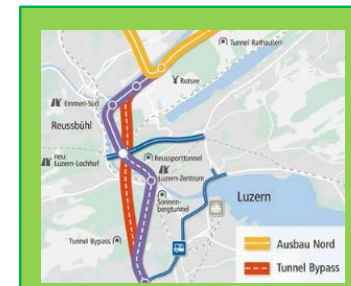 Tunnel Rathausen
Rotsee
Emmen-Süd
Reussbühl
neu:
Luzern-Lochhof
Reussporttunnel
Luzern-Zentrum
Sonnen-
bergtunnel
Luzern
Tunnel Bypass
Ausbau Nord
Tunnel Bypass